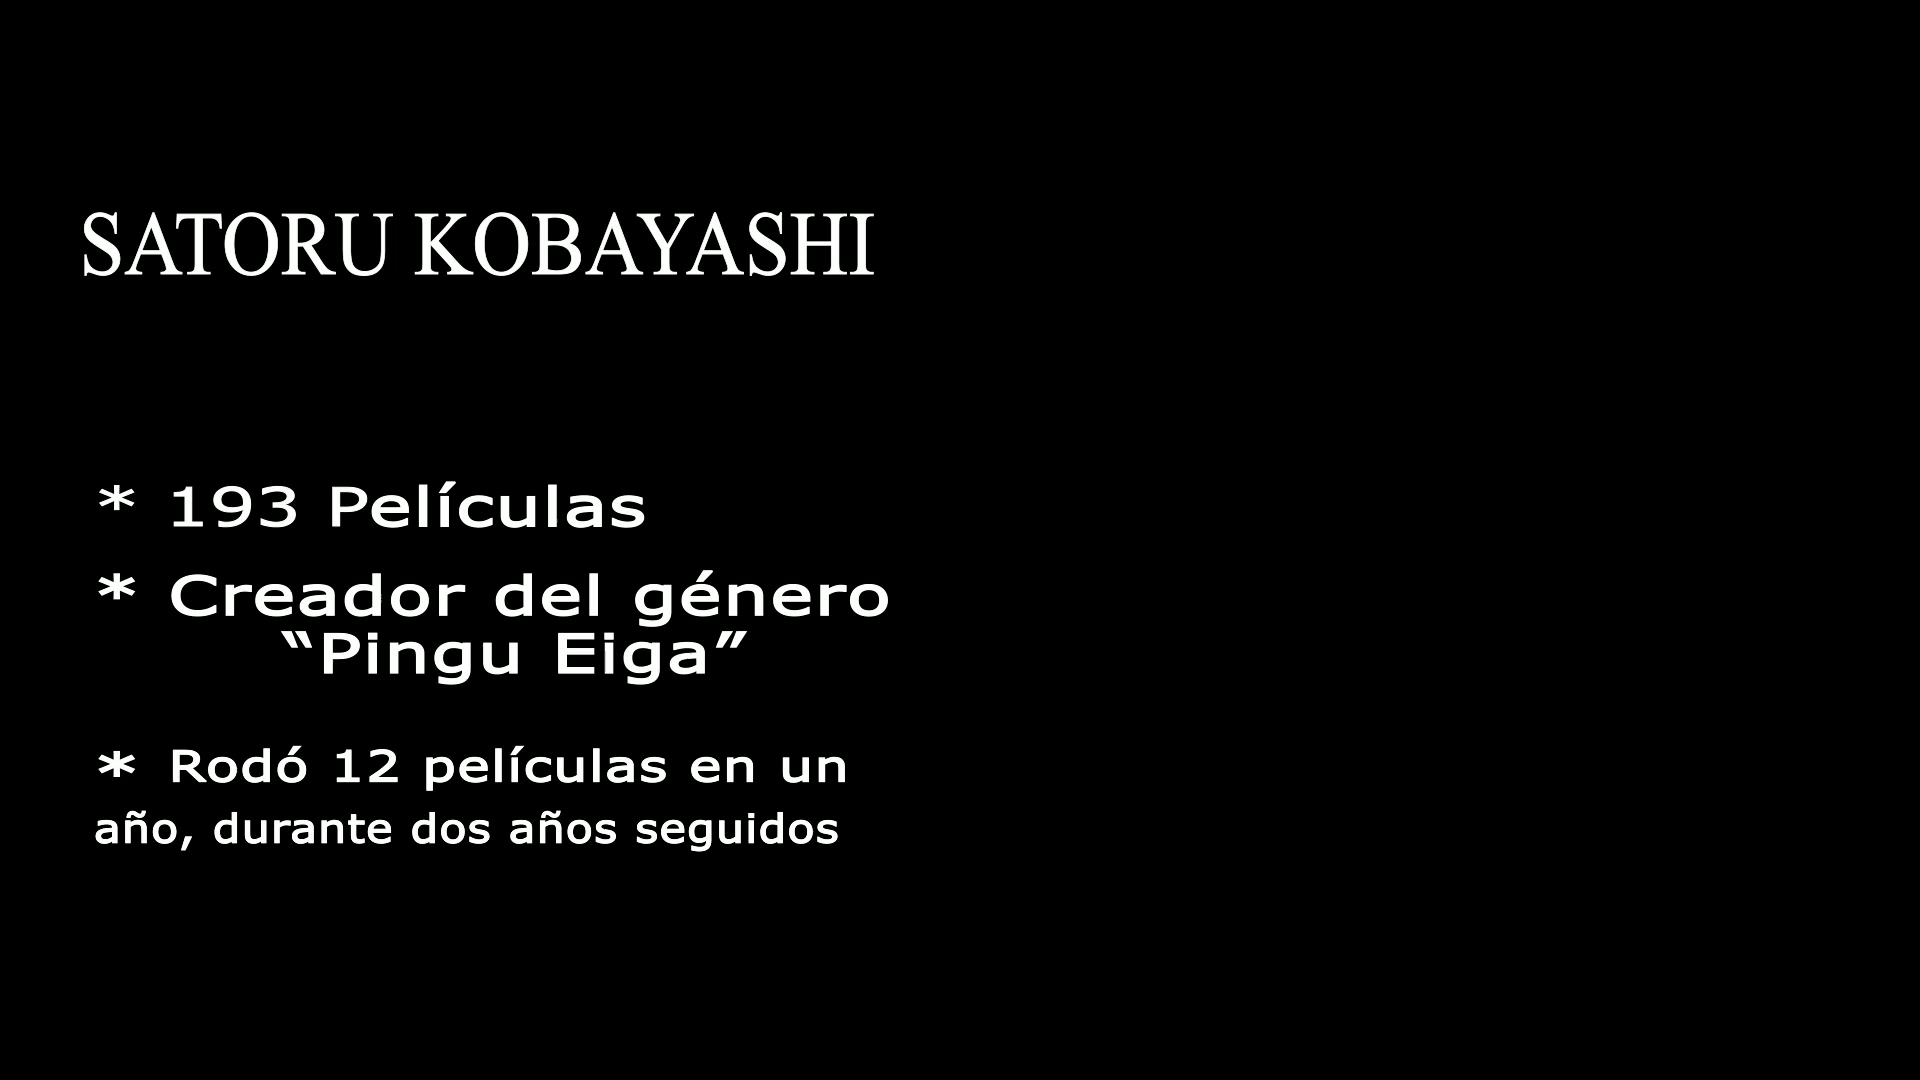 SATORU KOBAYASHI
* 193 Películas
* Creador del género
“Pingu Eiga”
* Rodó 12 películas en un
año, durante dos años seguidos